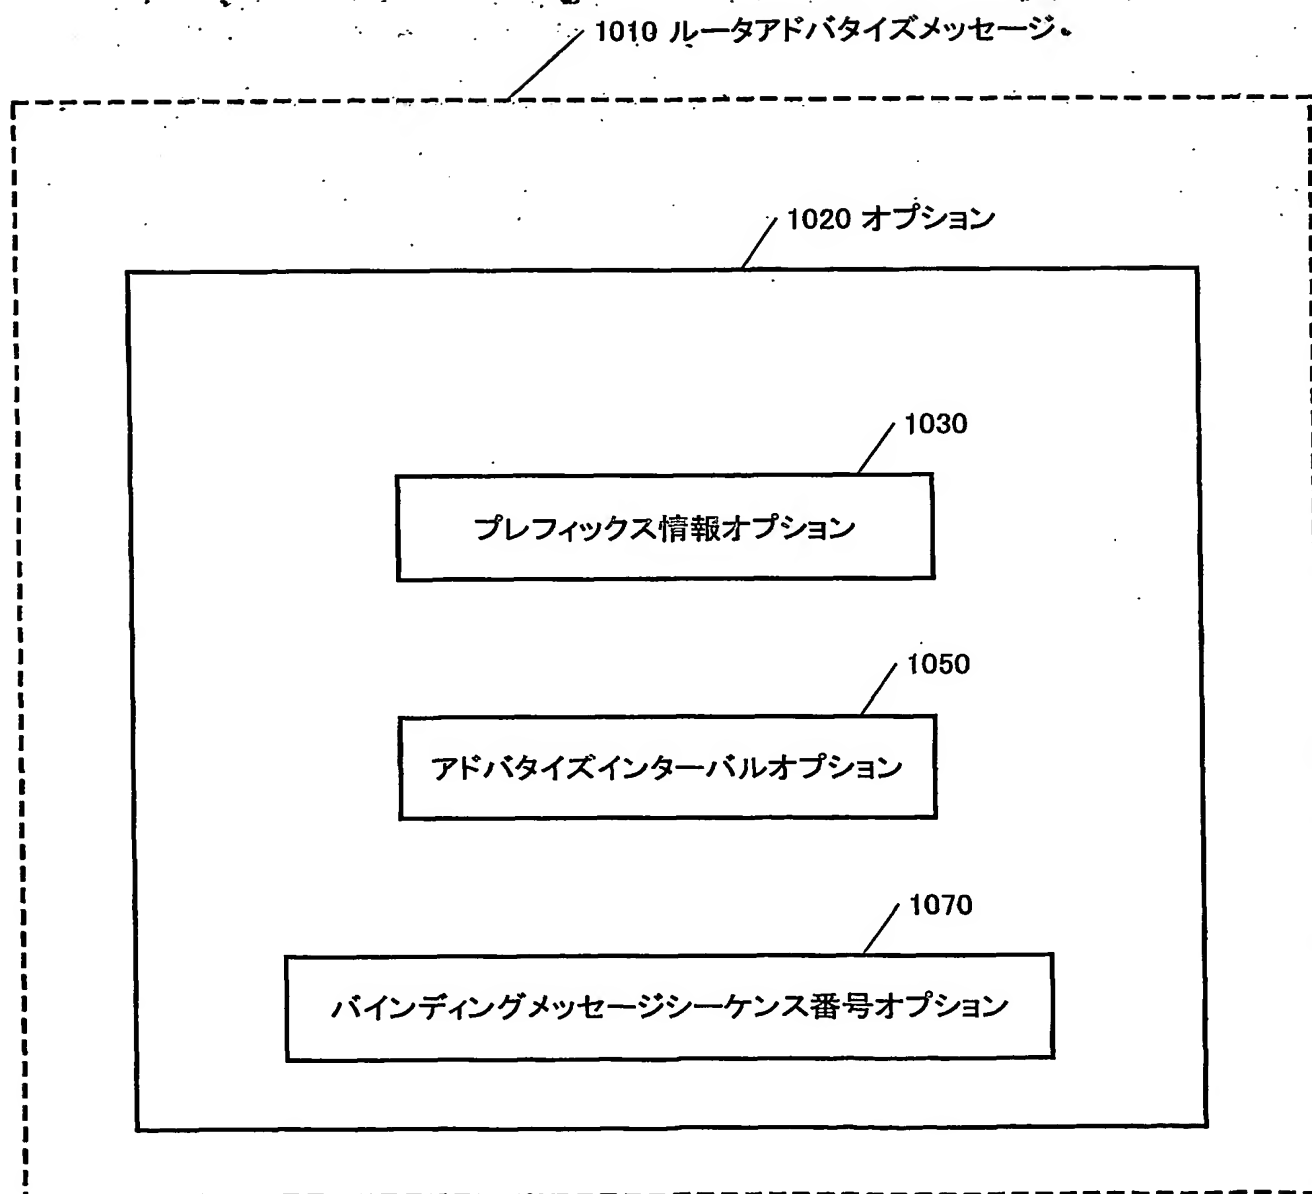 1010 ルータアドバタイズメッセージ
1020 オプション
1030
プレフィックス情報オプション
1050
アドバタイズインターバルオプション
1070
バインディングメッセージシーケンス番号オプション